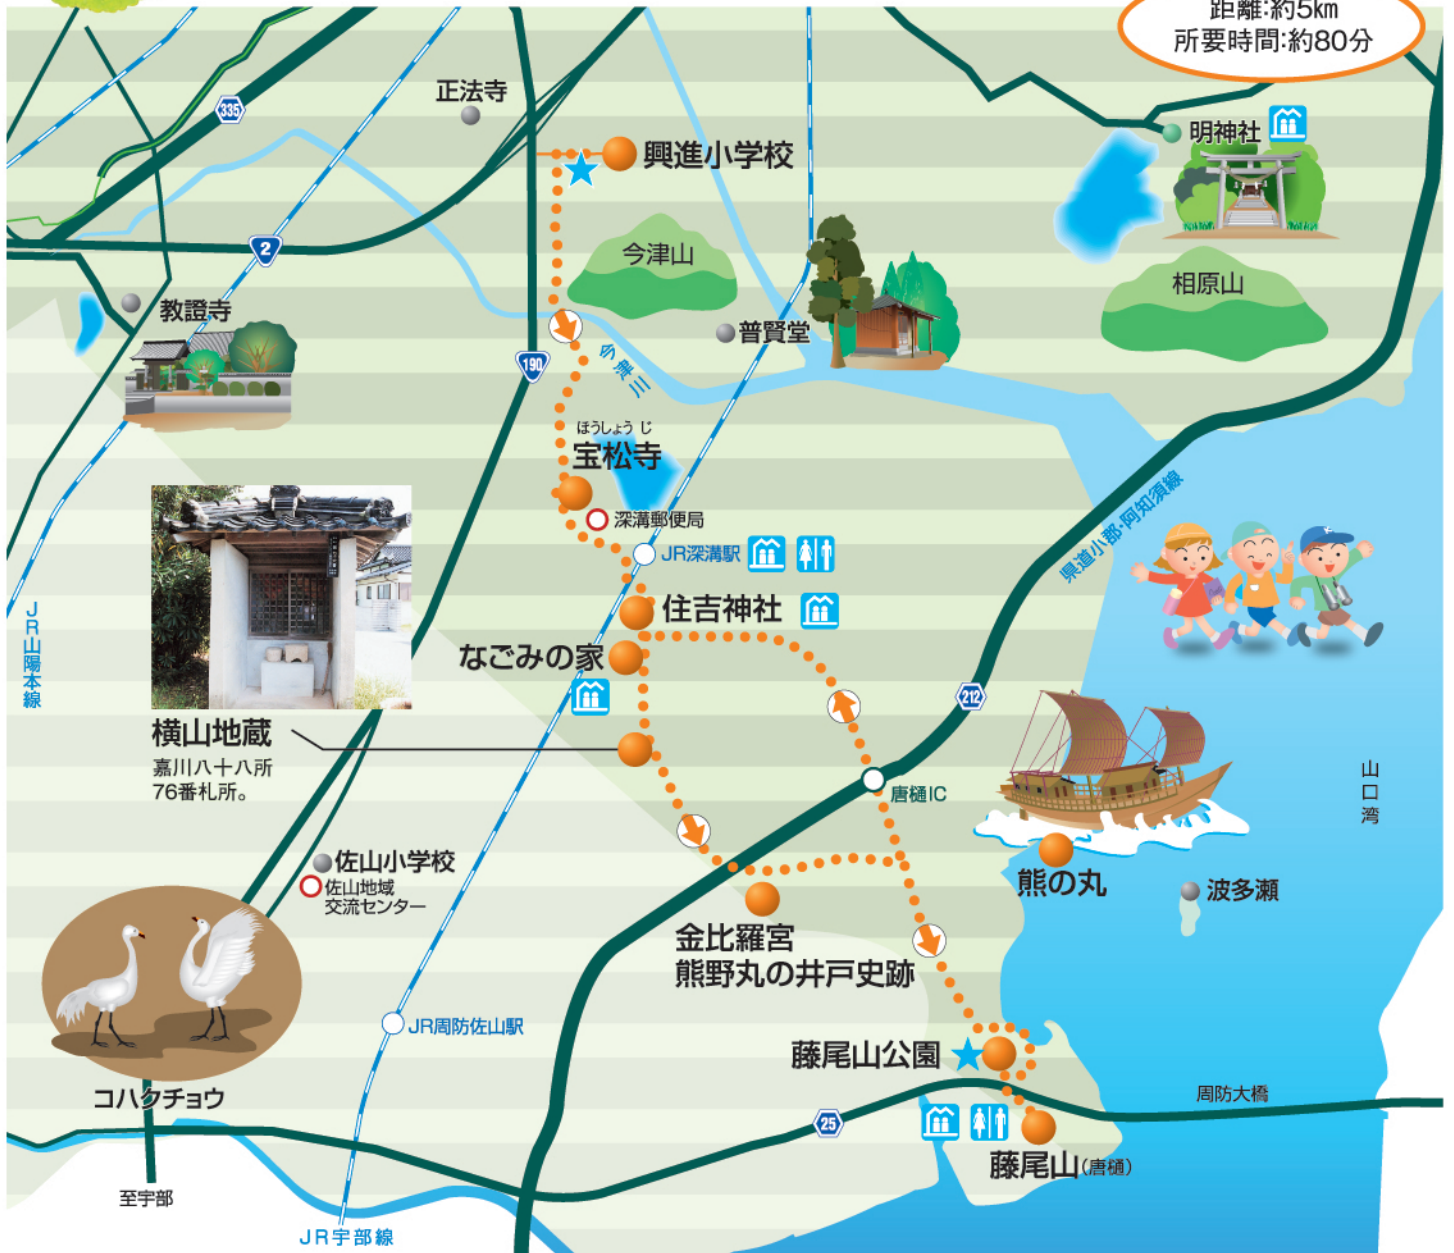 距離:約5km
所要時間:約80分
335
正法寺
興進小学校
明神社
2
今津山
相原山
教證寺
普賢堂
190
今津川
ほうしょうじ
宝松寺
深溝郵便局
JR深溝駅
県道小郡・阿知須線
住吉神社
なごみの家
JR山陽本線
212
横山地蔵
嘉川八十八所
76番札所。
唐樋IC
山口湾
佐山小学校
佐山地域
交流センター
熊の丸
波多瀬
金比羅宮
熊野丸の井戸史跡
JR周防佐山駅
藤尾山公園
コハクチョウ
周防大橋
25
藤尾山(唐樋)
至宇部
JR宇部線